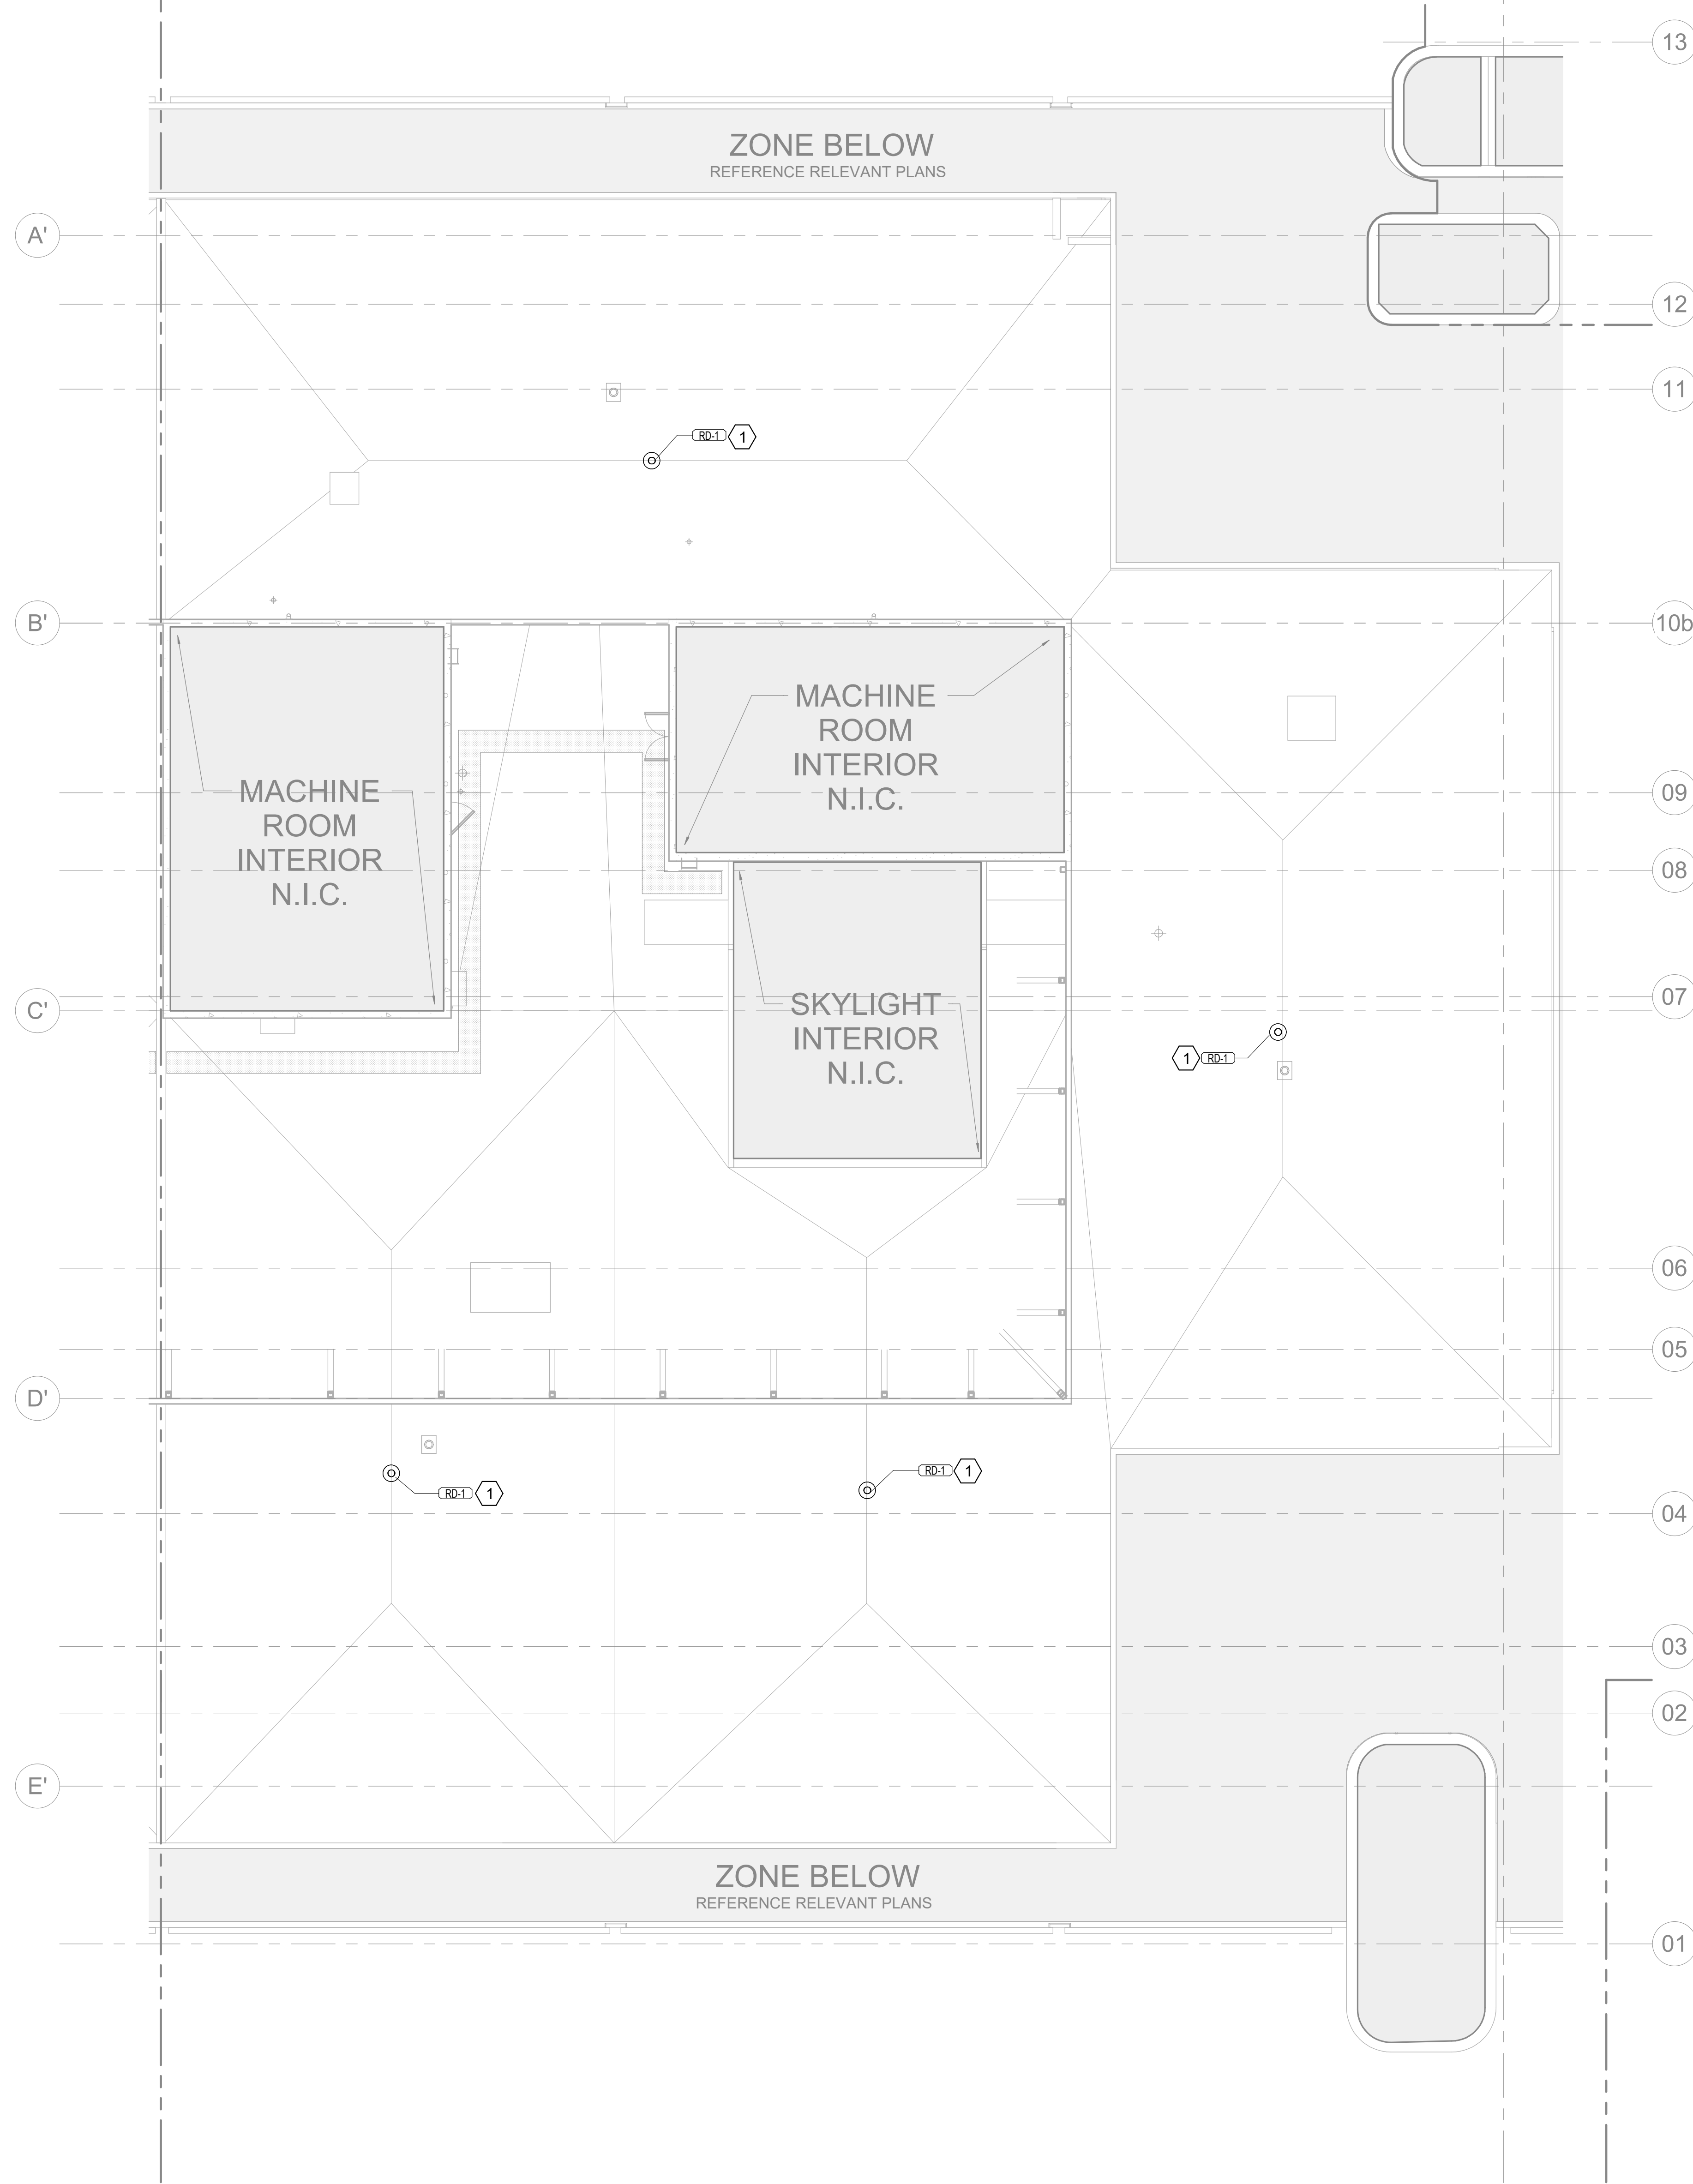 13
ZONE BELOW
REFERENCE RELEVANT PLANS
A'
12
11
RD-1 1
B'
10b
MACHINE
ROOM
INTERIOR
N.I.C.
MACHINE
ROOM
INTERIOR
N.I.C.
09
08
C'
07
SKYLIGHT
INTERIOR
N.I.C.
1 RD-1
06
05
D'
RD-1 1
RD-1 1
04
03
02
E'
ZONE BELOW
REFERENCE RELEVANT PLANS
01